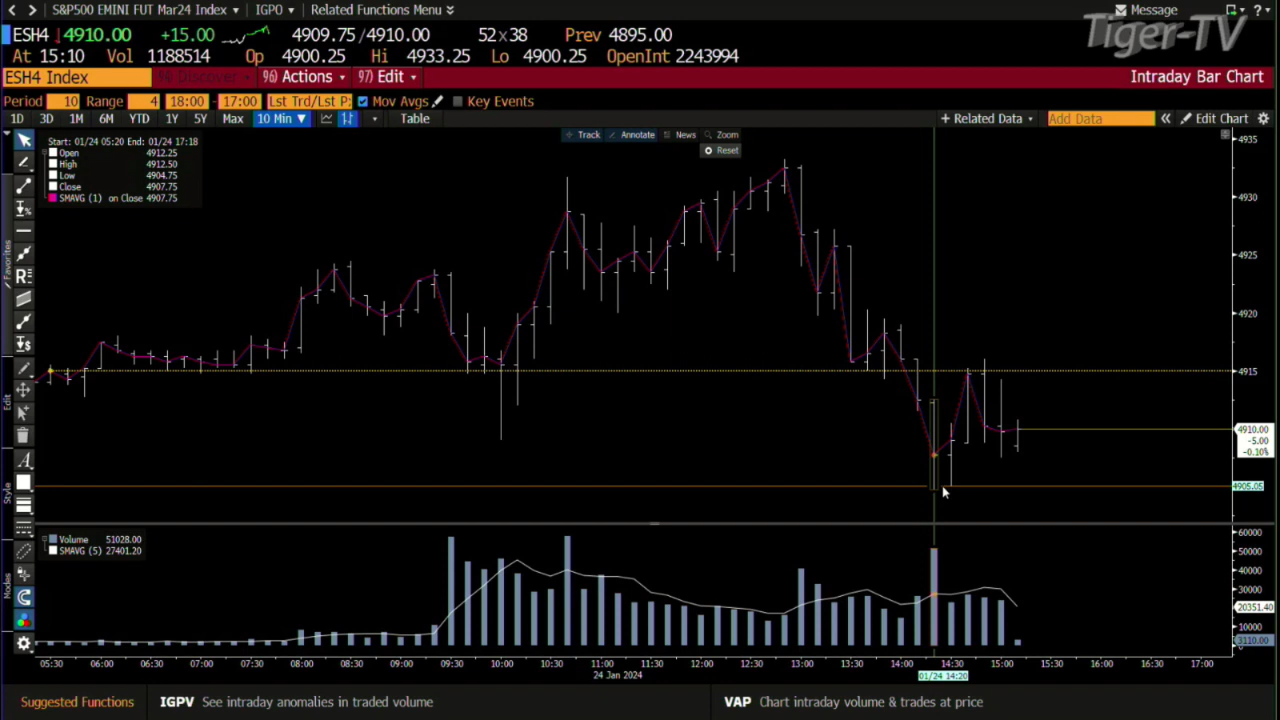 S&P500 EMINI FUT Mar24 Index IGPO Related Functions Menu Message ?
ESH4 4910.00 +15.00 4909.75/4910.00 52×38 Prev 4895.00
At 15:10 Vol 1188514 Op 4900.25 Hi 4933.25 Lo 4900.25 OpenInt 2243994
Tiger-TV
ESH4 Index 96) Actions 97) Edit Intraday Bar Chart
Period 10 Range 4 18:00 - 17:00 Lst Trd/Lst P: Mov Avgs Key Events
1D 3D 1M 6M YTD 1Y 5Y Max 10 Min ▼ Table + Related Data Add Data « Edit Chart
Track Annotate News Zoom
Reset
Start: 01/24 05:20 End: 01/24 17:18
Open 4912.25
High 4912.50
Low 4904.75
Close 4907.75
SMAVG (1) on Close 4907.75
4935
4930
4925
4920
4915
4910.00
-5.00
-0.10%
4905.05
Favorites
Edit
Style
Modes
Volume 51028.00
SMAVG (5) 27401.20
60000
50000
40000
30000
20351.40
10000
3110.00
0
05:30 06:00 06:30 07:00 07:30 08:00 08:30 09:00 09:30 10:00 10:30 11:00 11:30 12:00 12:30 13:00 13:30 14:00 14:30 15:00 15:30 16:00 16:30 17:00
24 Jan 2024
01/24 14:20
Suggested Functions IGPV See intraday anomalies in traded volume VAP Chart intraday volume & trades at price